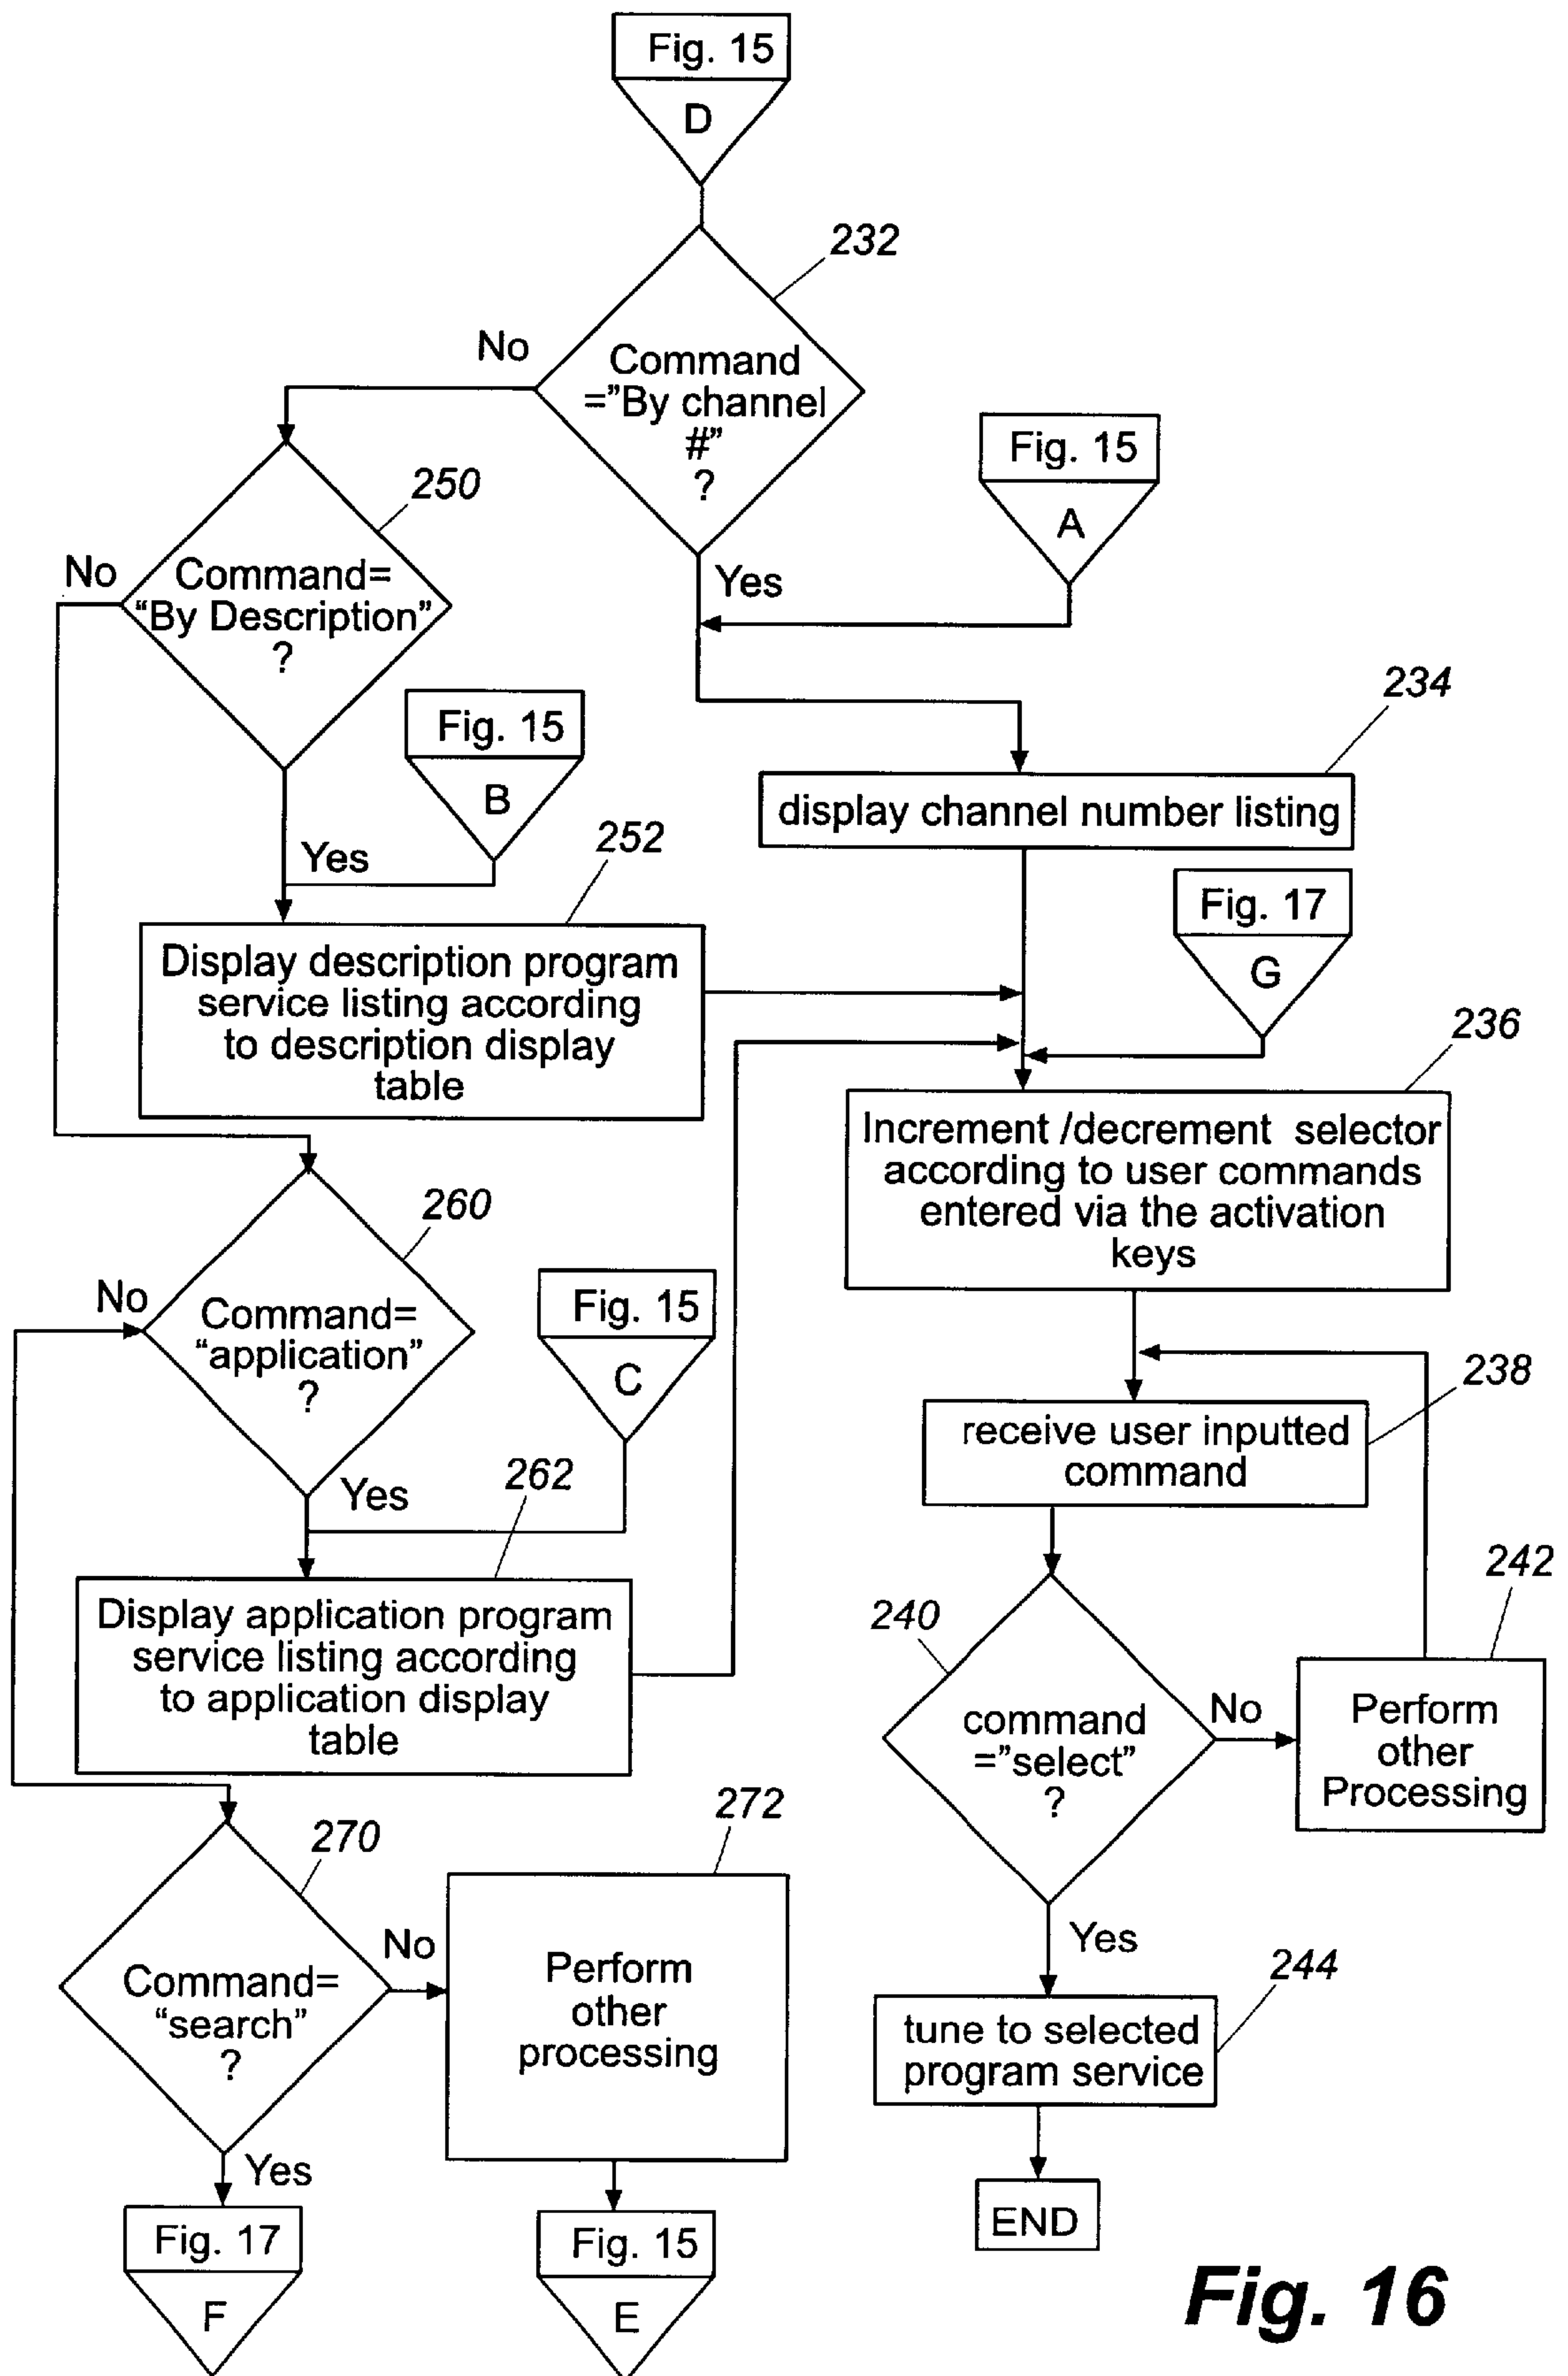 Fig. 15
D
232
No
Command
="By channel
#"
?
Fig. 15
A
250
No
Command=
“By Description”
?
Yes
Fig. 15
B
234
display channel number listing
Yes
252
Fig. 17
G
Display description program
service listing according
to description display
table
236
Increment /decrement selector
according to user commands
entered via the activation
keys
260
No
Command=
“application”
?
Fig. 15
C
238
receive user inputted
command
Yes
262
242
Display application program
service listing according
to application display
table
240
command
="select"
?
No
Perform
other
Processing
272
270
No
Command=
“search”
?
Perform
other
processing
Yes
244
tune to selected
program service
Yes
END
Fig. 17
F
Fig. 15
E
Fig. 16